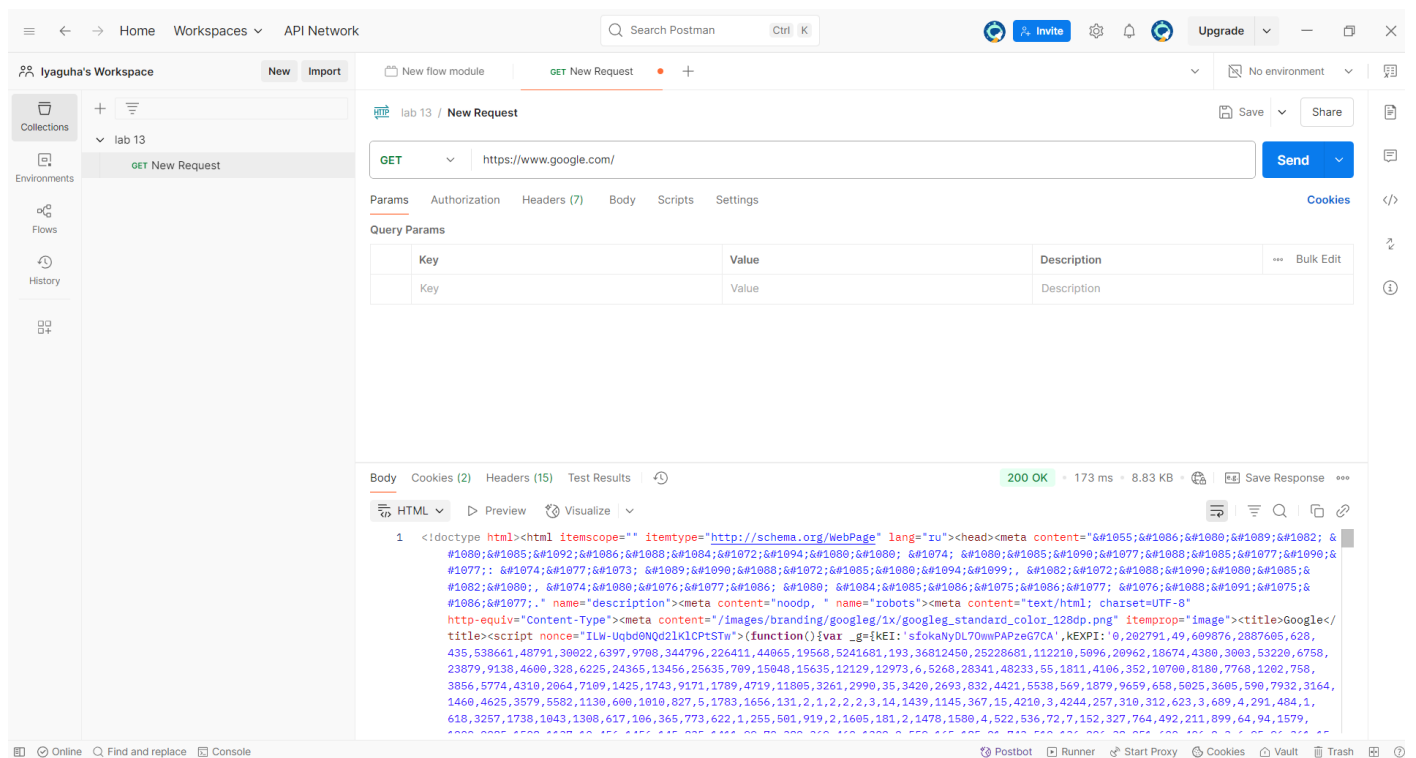 Home Workspaces API Network Search Postman Ctrl K Invite Upgrade
Iyaguha's Workspace New Import New flow module GET New Request No environment
Collections
Environments
Flows
History
lab 13
GET New Request
HTTP lab 13 / New Request Save Share
GET https://www.google.com/ Send
Params Authorization Headers (7) Body Scripts Settings Cookies
Query Params
Key Value Description Bulk Edit
Key Value Description
Body Cookies (2) Headers (15) Test Results 200 OK 173 ms 8.83 KB e.g. Save Response
HTML Preview Visualize
1 <!doctype html><html itemscope="" itemtype="http://schema.org/WebPage" lang="ru"><head><meta content="&#1055;&#1086;&#1080;&#1089;&#1082; &
#1080;&#1085;&#1092;&#1086;&#1088;&#1084;&#1072;&#1094;&#1080;&#1080; &#1074; &#1080;&#1085;&#1090;&#1077;&#1088;&#1085;&#1077;&#1090;&
#1077;: &#1074;&#1077;&#1073; &#1089;&#1090;&#1088;&#1072;&#1085;&#1080;&#1094;&#1099;, &#1082;&#1072;&#1088;&#1090;&#1080;&#1085;&
#1082;&#1080;, &#1074;&#1080;&#1076;&#1077;&#1086; &#1080; &#1084;&#1085;&#1086;&#1075;&#1086;&#1077; &#1076;&#1088;&#1091;&#1075;&
#1086;&#1077;." name="description"><meta content="noodp, " name="robots"><meta content="text/html; charset=UTF-8"
http-equiv="Content-Type"><meta content="/images/branding/googleg/1x/googleg_standard_color_128dp.png" itemprop="image"><title>Google</
title><script nonce="ILW-Uqbd0NQd2lKlCPtSTw">(function(){var _g={kEI:'sfokaNyDL7OwwPAPzeG7CA',kEXPI:'0,202791,49,609876,2887605,628,
435,538661,48791,30022,6397,9708,344796,226411,44065,19568,5241681,193,36812450,25228681,112210,5096,20962,18674,4380,3003,53220,6758,
23879,9138,4600,328,6225,24365,13456,25635,709,15048,15635,12129,12973,6,5268,28341,48233,55,1811,4106,352,10700,8180,7768,1202,758,
3856,5774,4310,2064,7109,1425,1743,9171,1789,4719,11805,3261,2990,35,3420,2693,832,4421,5538,569,1879,9659,658,5025,3605,590,7932,3164,
1460,4625,3579,5582,1130,600,1010,827,5,1783,1656,131,2,1,2,2,2,3,14,1439,1145,367,15,4210,3,4244,257,310,312,623,3,689,4,291,484,1,
618,3257,1738,1043,1308,617,106,365,773,622,1,255,501,919,2,1605,181,2,1478,1580,4,522,536,72,7,152,327,764,492,211,899,64,94,1579,
Online Find and replace Console Postbot Runner Start Proxy Cookies Vault Trash